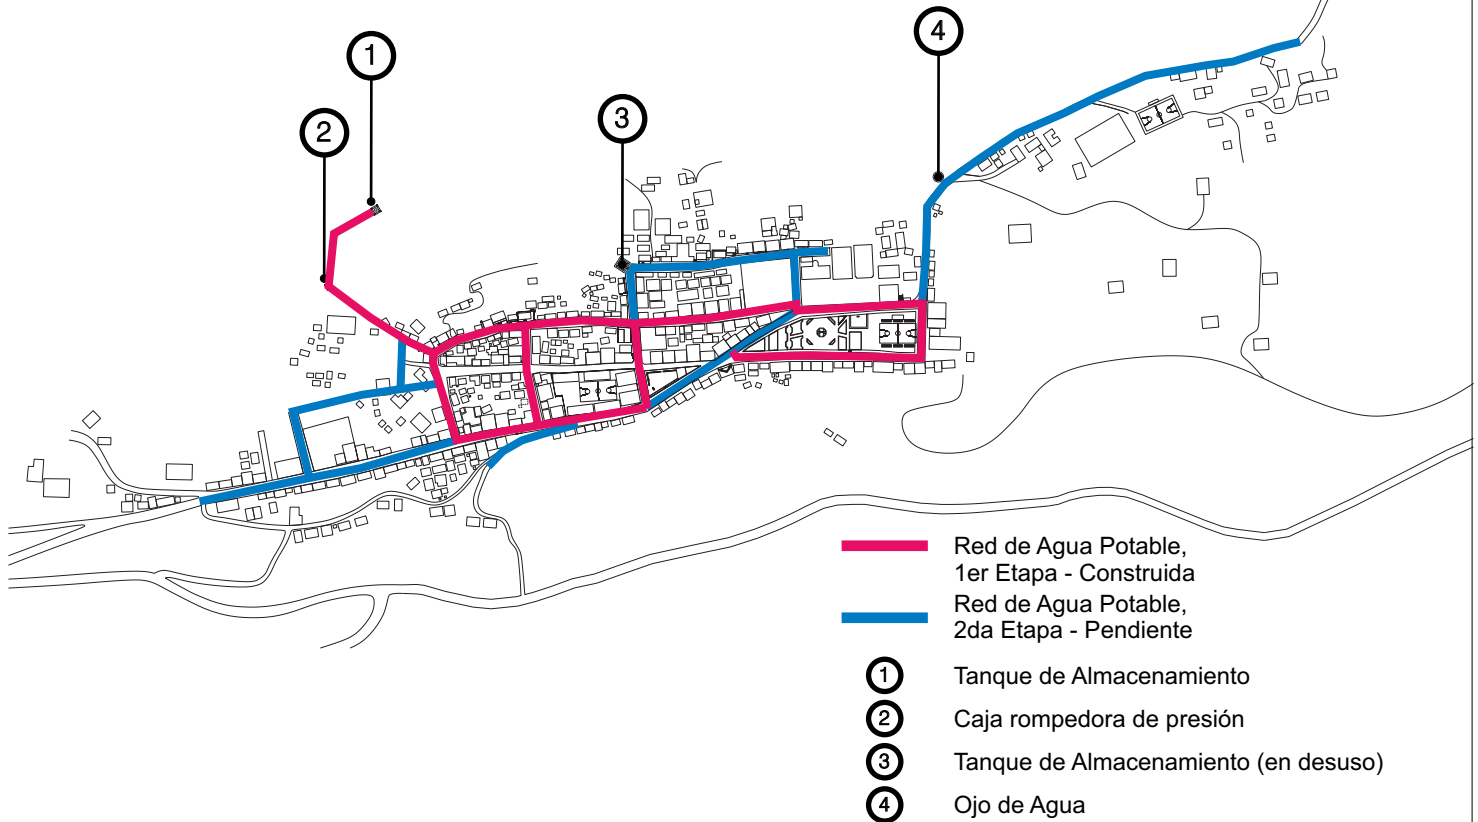 1
2
3
4
Red de Agua Potable,
1er Etapa - Construida
Red de Agua Potable,
2da Etapa - Pendiente
1 Tanque de Almacenamiento
2 Caja rompedora de presión
3 Tanque de Almacenamiento (en desuso)
4 Ojo de Agua